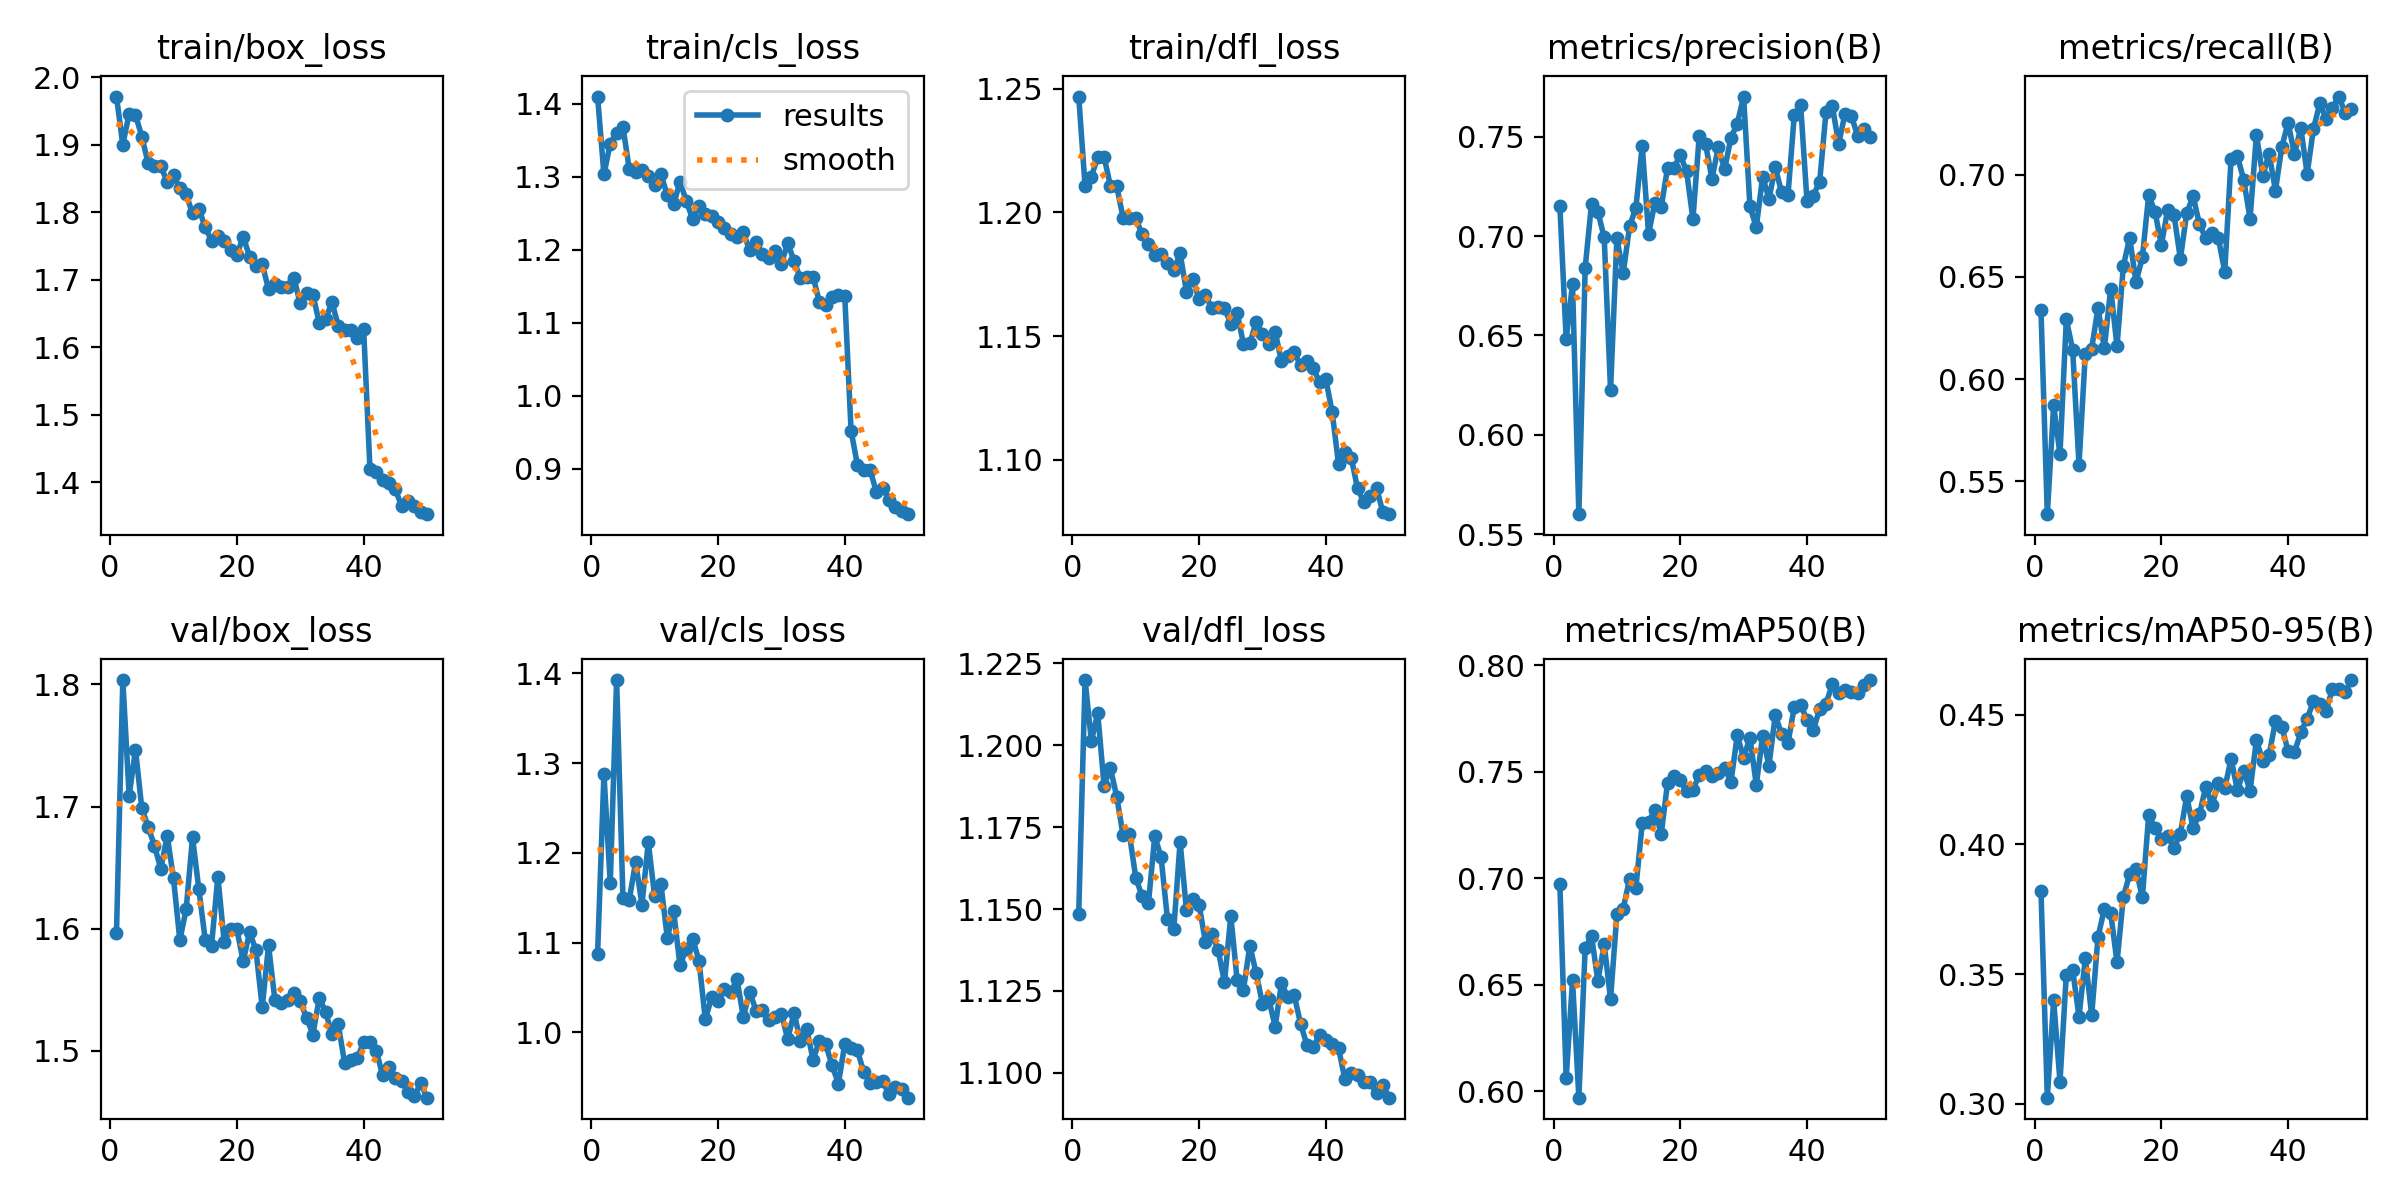 train/box_loss
2.0
1.9
1.8
1.7
1.6
1.5
1.4
0 20 40
train/cls_loss
results
smooth
1.4
1.3
1.2
1.1
1.0
0.9
0 20 40
train/dfl_loss
1.25
1.20
1.15
1.10
0 20 40
metrics/precision(B)
0.75
0.70
0.65
0.60
0.55
0 20 40
metrics/recall(B)
0.70
0.65
0.60
0.55
0 20 40
val/box_loss
1.8
1.7
1.6
1.5
0 20 40
val/cls_loss
1.4
1.3
1.2
1.1
1.0
0 20 40
val/dfl_loss
1.225
1.200
1.175
1.150
1.125
1.100
0 20 40
metrics/mAP50(B)
0.80
0.75
0.70
0.65
0.60
0 20 40
metrics/mAP50-95(B)
0.45
0.40
0.35
0.30
0 20 40